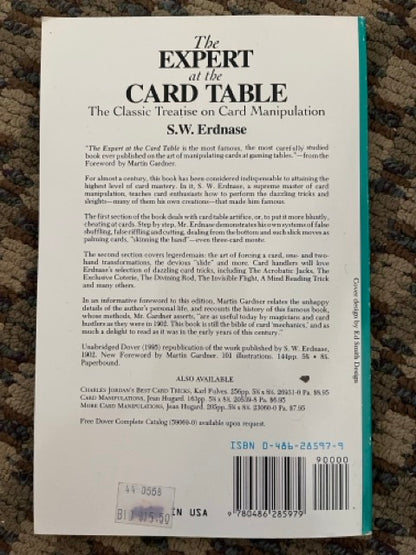 The
EXPERT
at the
CARD TABLE
The Classic Treatise on Card Manipulation
S.W. Erdnase
"The Expert at the Card Table is the most famous, the most carefully studied
book ever published on the art of manipulating cards at gaming tables."—from
the Foreword by Martin Gardner.
For almost a century, this book has been considered indispensable to attaining the
highest level of card mastery. In it, S. W. Erdnase, a supreme master of card
manipulation, teaches card enthusiasts how to perform the dazzling tricks and
sleights—many of them his own creations—that made him famous.
The first section of the book deals with card table artifice, or, to put it more bluntly,
cheating at cards. Step by step, Mr. Erdnase demonstrates his own systems of false
shuffling, false riffling and cutting, dealing from the bottom and such slick moves as
palming cards, "skinning the hand"—even three-card monte.
The second section covers legerdemain: the art of forcing a card, one- and two-
hand transformations, the devious "slide" and more. Card handlers will love
Erdnase's selection of dazzling card tricks, including The Acrobatic Jacks, The
Exclusive Coterie, The Divining Rod, The Invisible Flight, A Mind Reading Trick
and many others.
In an informative foreword to this edition, Martin Gardner relates the unhappy
details of the author's personal life, and recounts the history of this famous book,
whose methods, Mr. Gardner asserts, "are as useful today by magicians and card
hustlers as they were in 1902. This book is still the bible of card 'mechanics,' and as
much a delight to read as it was in the early years of this century."
Unabridged Dover (1995) republication of the work published by S. W. Erdnase,
1902. New Foreword by Martin Gardner. 101 illustrations. 144pp. 5⅜ × 8½.
Paperbound.
ALSO AVAILABLE
CHARLES JORDAN'S BEST CARD TRICKS, Karl Fulves. 256pp. 5⅜ x 8½. 26931-0 Pa. $8.95
CARD MANIPULATIONS, Jean Hugard. 163pp. 5⅜ x 8½. 20539-8 Pa. $6.95
MORE CARD MANIPULATIONS, Jean Hugard. 205pp. 5⅜ x 8½. 23060-0 Pa. $7.95
Free Dover Complete Catalog (59069-0) available upon request.
Cover design by Ed Smith Design
ISBN 0-486-28597-9
90000
9 780486 285979
44 0558
$15.50
IN USA